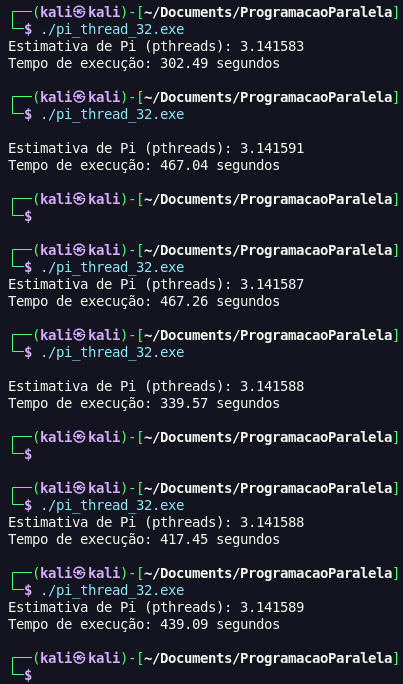 ┌──(kali㉿kali)-[~/Documents/ProgramacaoParalela]
└─$ ./pi_thread_32.exe
Estimativa de Pi (pthreads): 3.141583
Tempo de execução: 302.49 segundos
┌──(kali㉿kali)-[~/Documents/ProgramacaoParalela]
└─$ ./pi_thread_32.exe
Estimativa de Pi (pthreads): 3.141591
Tempo de execução: 467.04 segundos
┌──(kali㉿kali)-[~/Documents/ProgramacaoParalela]
└─$
┌──(kali㉿kali)-[~/Documents/ProgramacaoParalela]
└─$ ./pi_thread_32.exe
Estimativa de Pi (pthreads): 3.141587
Tempo de execução: 467.26 segundos
┌──(kali㉿kali)-[~/Documents/ProgramacaoParalela]
└─$ ./pi_thread_32.exe
Estimativa de Pi (pthreads): 3.141588
Tempo de execução: 339.57 segundos
┌──(kali㉿kali)-[~/Documents/ProgramacaoParalela]
└─$
┌──(kali㉿kali)-[~/Documents/ProgramacaoParalela]
└─$ ./pi_thread_32.exe
Estimativa de Pi (pthreads): 3.141588
Tempo de execução: 417.45 segundos
┌──(kali㉿kali)-[~/Documents/ProgramacaoParalela]
└─$ ./pi_thread_32.exe
Estimativa de Pi (pthreads): 3.141589
Tempo de execução: 439.09 segundos
┌──(kali㉿kali)-[~/Documents/ProgramacaoParalela]
└─$